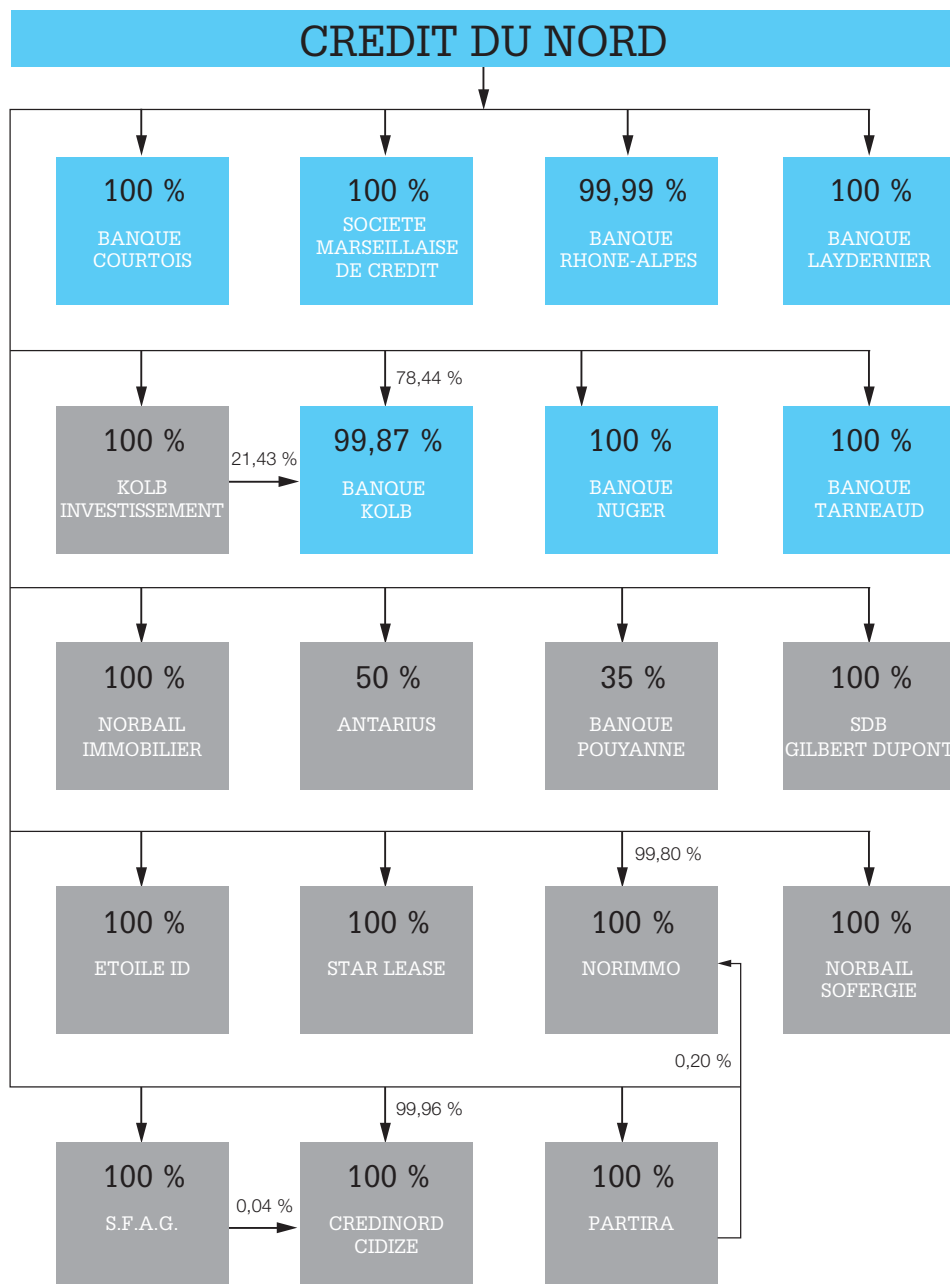 CREDIT DU NORD
100 %
BANQUE
COURTOIS
100 %
SOCIETE
MARSEILLAISE
DE CREDIT
99,99 %
BANQUE
RHONE-ALPES
100 %
BANQUE
LAYDERNIER
78,44 %
100 %
KOLB
INVESTISSEMENT
21,43 %
99,87 %
BANQUE
KOLB
100 %
BANQUE
NUGER
100 %
BANQUE
TARNEAUD
100 %
NORBAIL
IMMOBILIER
50 %
ANTARIUS
35 %
BANQUE
POUYANNE
100 %
SDB
GILBERT DUPONT
99,80 %
100 %
ETOILE ID
100 %
STAR LEASE
100 %
NORIMMO
100 %
NORBAIL
SOFERGIE
0,20 %
99,96 %
100 %
S.F.A.G.
0,04 %
100 %
CREDINORD
CIDIZE
100 %
PARTIRA